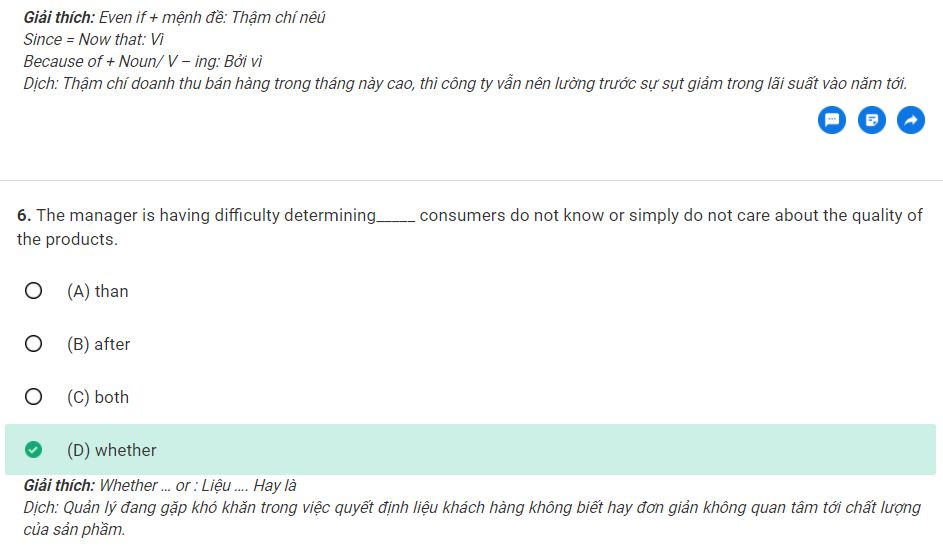 Giải thích: Even if + mệnh đề: Thậm chí nêú
Since = Now that: Vì
Because of + Noun/ V – ing: Bởi vì
Dịch: Thậm chí doanh thu bán hàng trong tháng này cao, thì công ty vẫn nên lường trước sự sụt giảm trong lãi suất vào năm tới.
6. The manager is having difficulty determining_____ consumers do not know or simply do not care about the quality of
the products.
(A) than
(B) after
(C) both
(D) whether
Giải thích: Whether ... or : Liệu .... Hay là
Dịch: Quản lý đang gặp khó khăn trong việc quyết định liệu khách hàng không biết hay đơn giản không quan tâm tới chất lượng
của sản phầm.